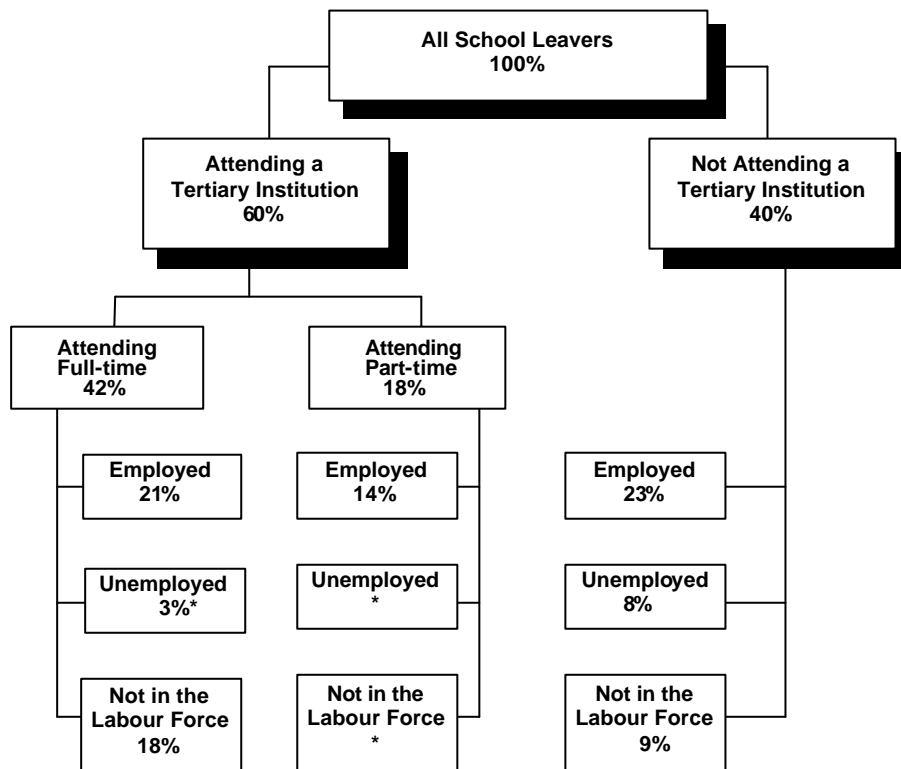 All School Leavers
100%
Attending a
Tertiary Institution
60%
Not Attending a
Tertiary Institution
40%
Attending
Full-time
42%
Attending
Part-time
18%
Employed
21%
Employed
14%
Employed
23%
Unemployed
3%*
Unemployed
*
Unemployed
8%
Not in the
Labour Force
18%
Not in the
Labour Force
*
Not in the
Labour Force
9%